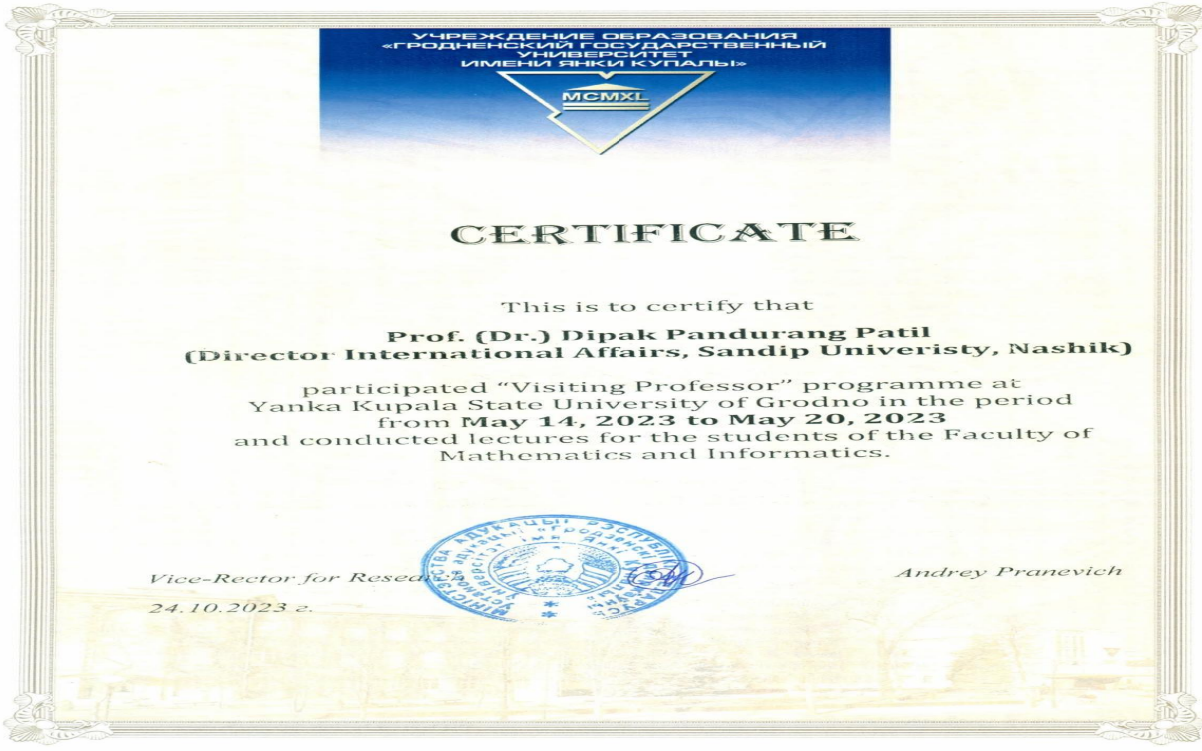 УЧРЕЖДЕНИЕ ОБРАЗОВАНИЯ
«ГРОДНЕНСКИЙ ГОСУДАРСТВЕННЫЙ
УНИВЕРСИТЕТ
ИМЕНИ ЯНКИ КУПАЛЫ»
MCMXL
CERTIFICATE
This is to certify that
Prof. (Dr.) Dipak Pandurang Patil
(Director International Affairs, Sandip Univeristy, Nashik)
participated “Visiting Professor” programme at
Yanka Kupala State University of Grodno in the period
from May 14, 2023 to May 20, 2023
and conducted lectures for the students of the Faculty of
Mathematics and Informatics.
Vice-Rector for Research
Andrey Pranevich
24.10.2023 г.